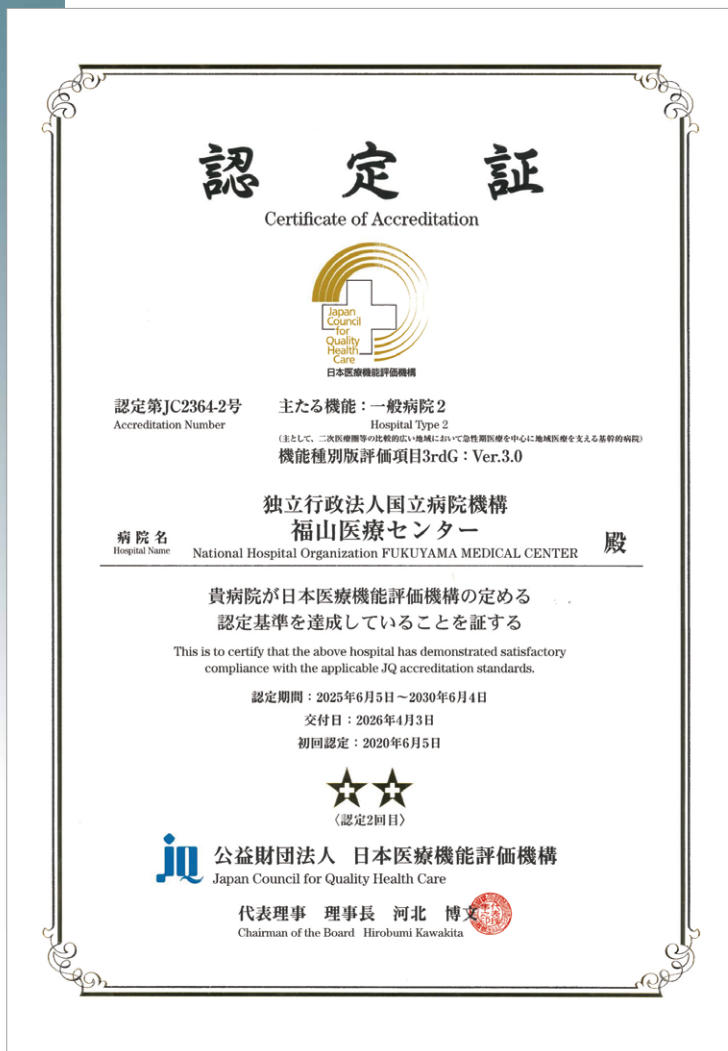 認定証
Certificate of Accreditation
Japan
Council
for
Quality
Health
Care
日本医療機能評価機構
認定第JC2364-2号
Accreditation Number
主たる機能：一般病院２
Hospital Type 2
（主として、二次医療圏等の比較的広い地域において急性期医療を中心に地域医療を支える基幹的病院）
機能種別版評価項目3rdG：Ver.3.0
独立行政法人国立病院機構
病院名 福山医療センター 殿
Hospital Name National Hospital Organization FUKUYAMA MEDICAL CENTER
貴病院が日本医療機能評価機構の定める
認定基準を達成していることを証する
This is to certify that the above hospital has demonstrated satisfactory
compliance with the applicable JQ accreditation standards.
認定期間：2025年6月5日～2030年6月4日
交付日：2026年4月3日
初回認定：2020年6月5日
〈認定2回目〉
JQ 公益財団法人 日本医療機能評価機構
Japan Council for Quality Health Care
代表理事 理事長 河北 博文
Chairman of the Board Hirobumi Kawakita